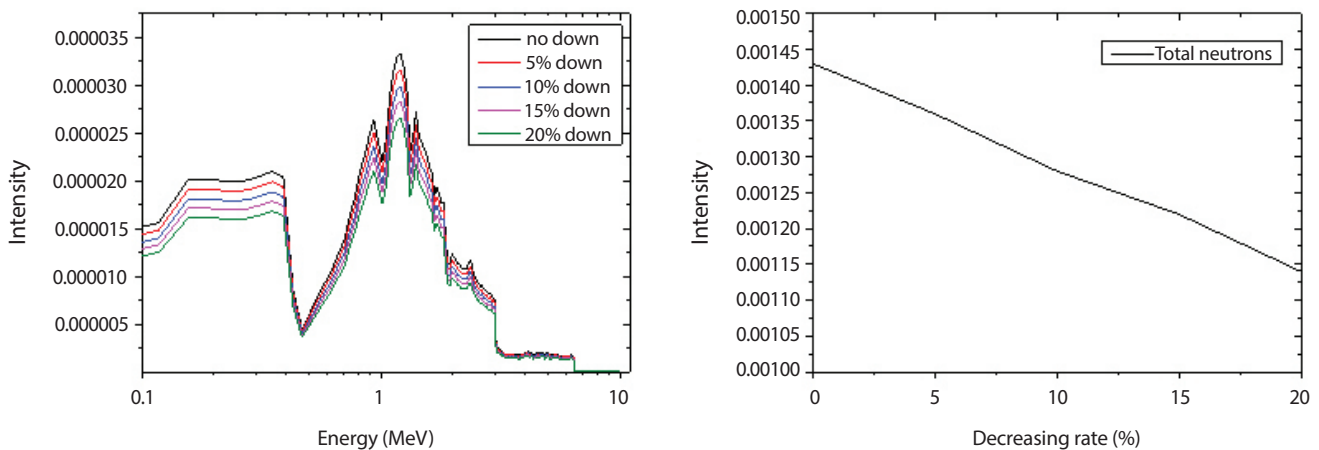 0.000035
0.000030
0.000025
0.000020
0.000015
0.000010
0.000005
Intensity
no down
5% down
10% down
15% down
20% down
0.1
1
10
Energy (MeV)
0.00150
0.00145
0.00140
0.00135
0.00130
0.00125
0.00120
0.00115
0.00110
0.00105
0.00100
Intensity
Total neutrons
0
5
10
15
20
Decreasing rate (%)